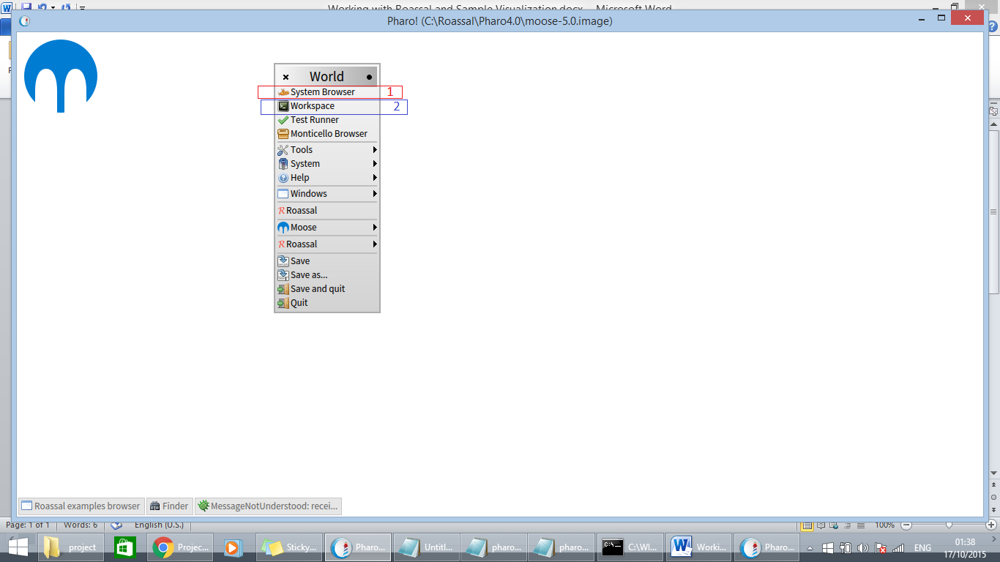 Working with Roassal and Sample Visualization.docx - Microsoft Word
Pharo! (C:\Roassal\Pharo4.0\moose-5.0.image)
World
System Browser 1
Workspace 2
Test Runner
Monticello Browser
Tools
System
Help
Windows
Roassal
Moose
Roassal
Save
Save as...
Save and quit
Quit
Roassal examples browser
Finder
MessageNotUnderstood: recei...
Page: 1 of 1
Words: 6
English (U.S.)
100%
project
Projec...
Sticky...
Pharo...
Untitl...
pharo...
pharo...
C:\WI...
Worki...
Pharo...
ENG
01:38
17/10/2015